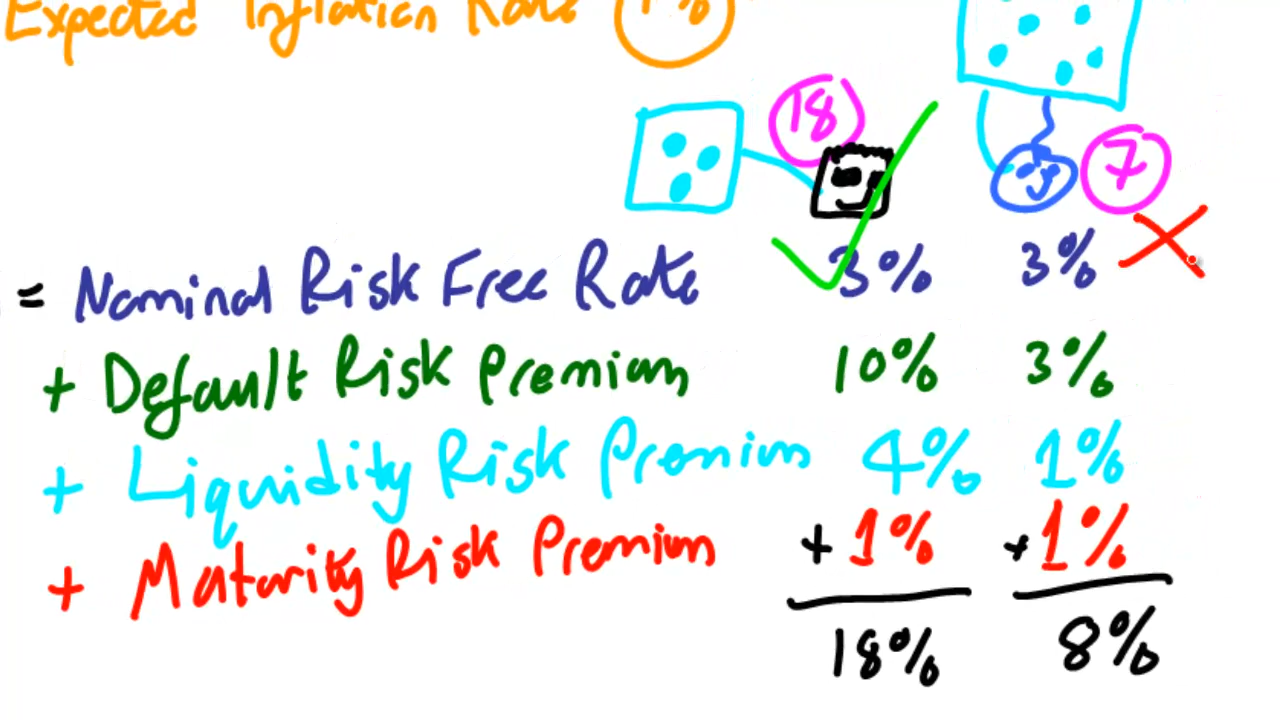 Expected Inflation Rate 1%
18
7
= Nominal Risk Free Rate 3% 3%
+ Default Risk Premium 10% 3%
+ Liquidity Risk Premium 4% 1%
+ Maturity Risk Premium + 1% + 1%
18% 8%